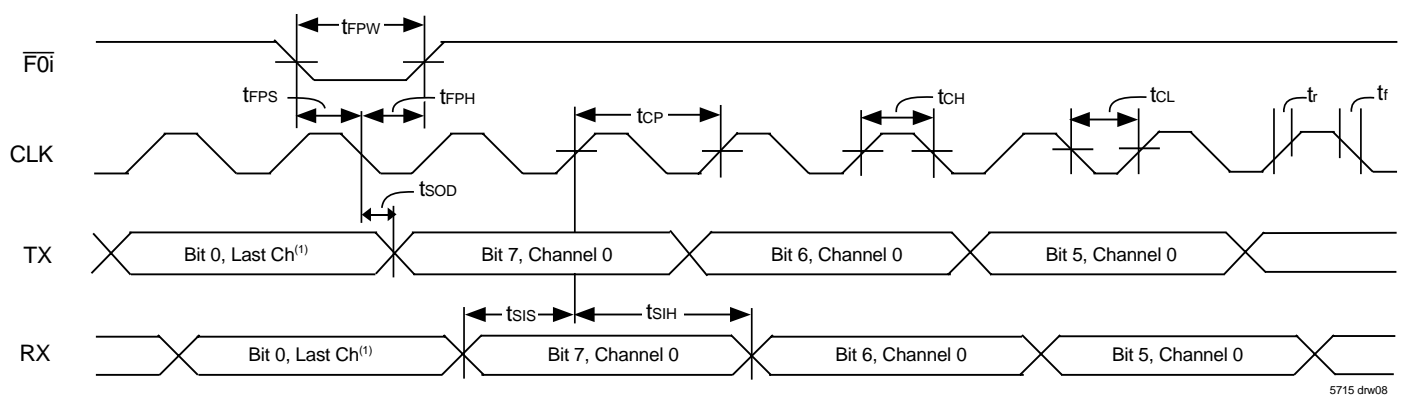 tFPW
F0i
tFPS
tFPH
tCP
tCH
tCL
tr
tf
CLK
tSOD
TX
Bit 0, Last Ch(1)
Bit 7, Channel 0
Bit 6, Channel 0
Bit 5, Channel 0
tSIS
tSIH
RX
Bit 0, Last Ch(1)
Bit 7, Channel 0
Bit 6, Channel 0
Bit 5, Channel 0
5715 drw08